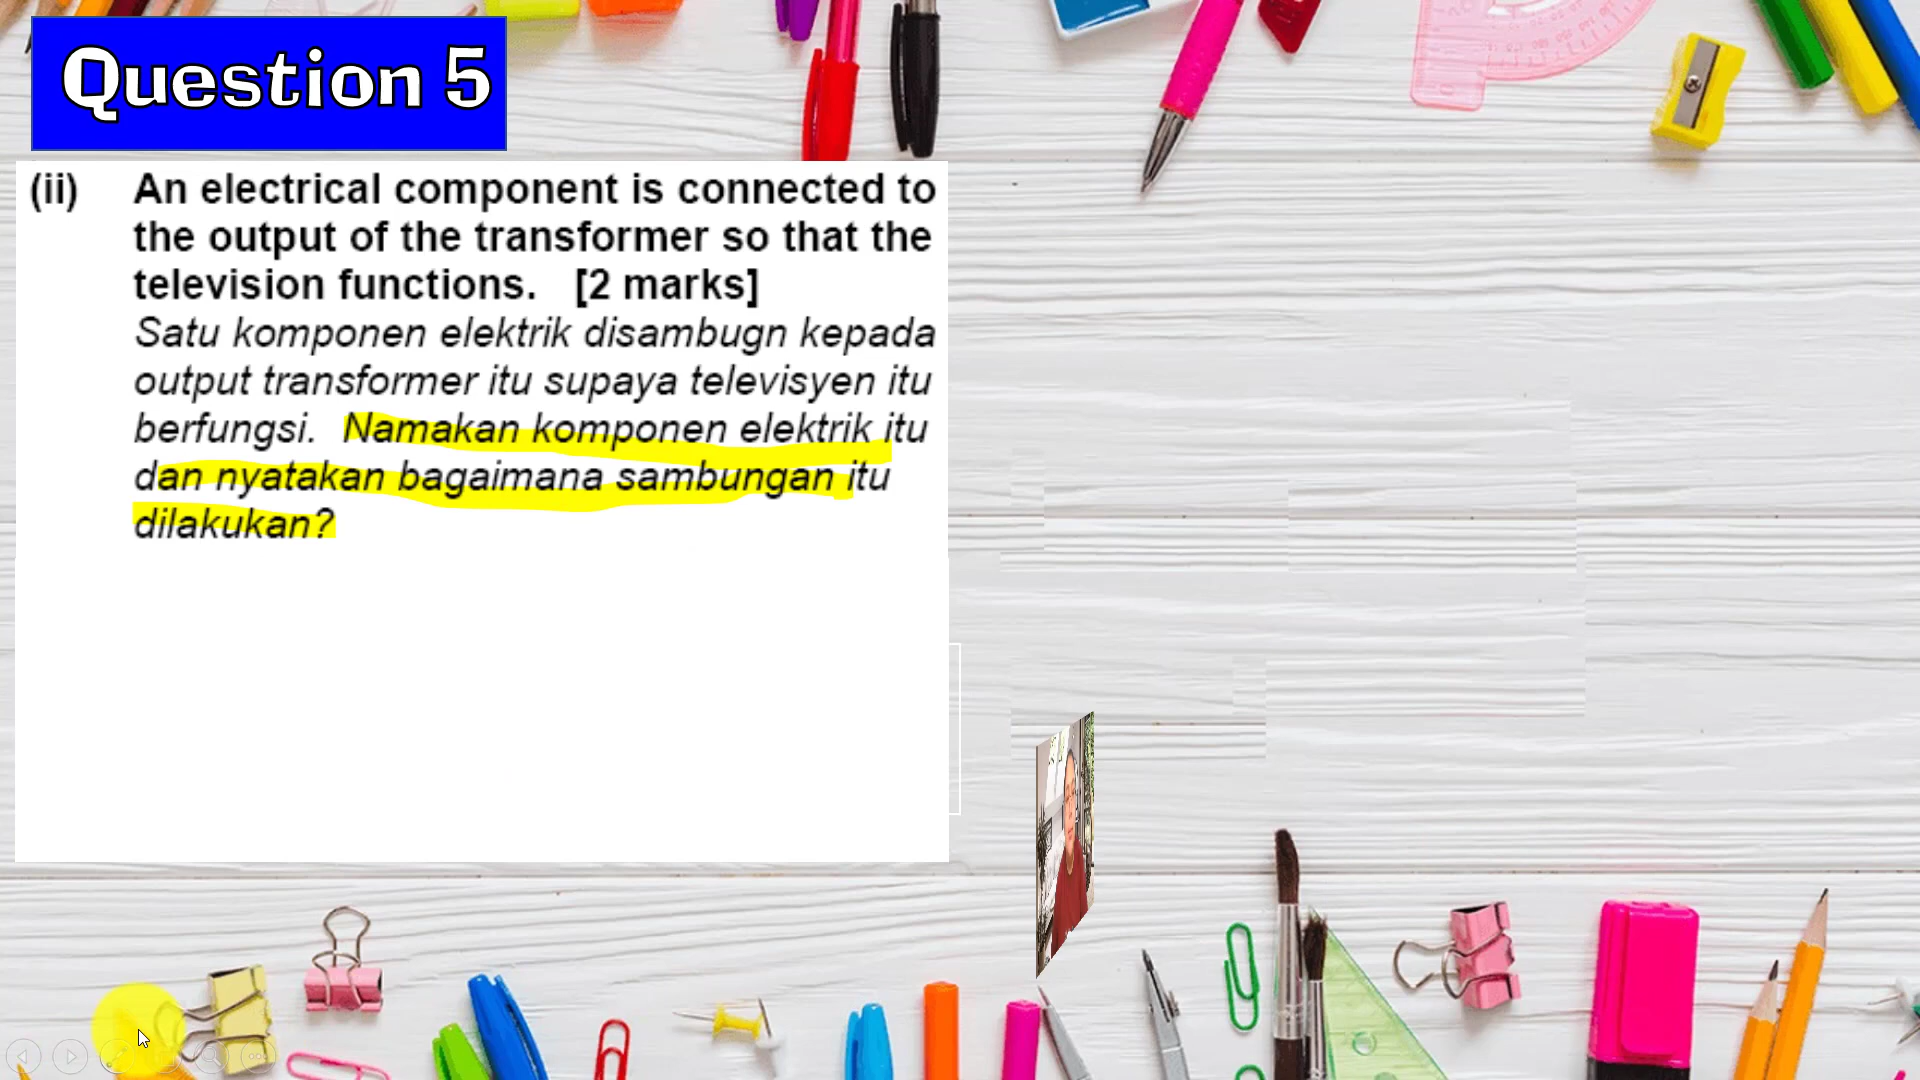 Question 5
(ii) An electrical component is connected to
the output of the transformer so that the
television functions. [2 marks]
Satu komponen elektrik disambugn kepada
output transformer itu supaya televisyen itu
berfungsi. Namakan komponen elektrik itu
dan nyatakan bagaimana sambungan itu
dilakukan?